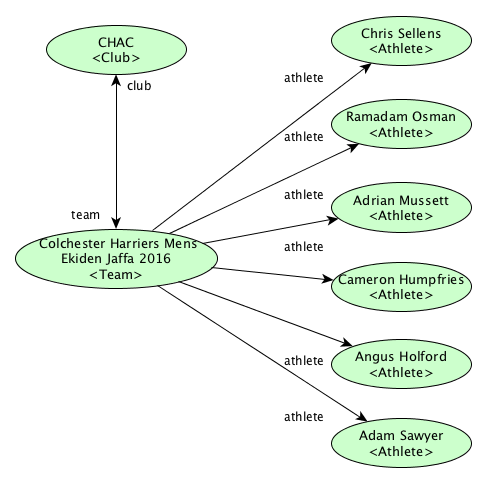 CHAC
<Club>
club
team
Colchester Harriers Mens
Ekiden Jaffa 2016
<Team>
athlete
Chris Sellens
<Athlete>
athlete
Ramadam Osman
<Athlete>
athlete
Adrian Mussett
<Athlete>
athlete
Cameron Humpfries
<Athlete>
athlete
Angus Holford
<Athlete>
athlete
Adam Sawyer
<Athlete>